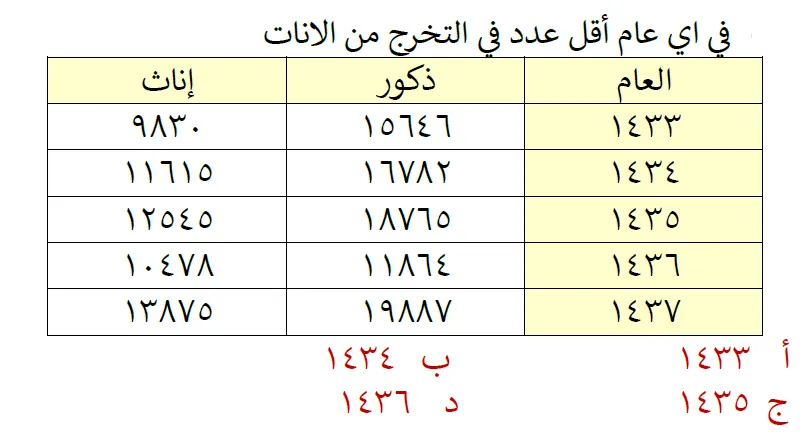 في اي عام أقل عدد في التخرج من الانات
العام ذكور إناث
١٤٣٣ ١٥٦٤٦ ٩٨٣٠
١٤٣٤ ١٦٧٨٢ ١١٦١٥
١٤٣٥ ١٨٧٦٥ ١٢٥٤٥
١٤٣٦ ١١٨٦٤ ١٠٤٧٨
١٤٣٧ ١٩٨٨٧ ١٣٨٧٥
أ ١٤٣٣ ب ١٤٣٤
ج ١٤٣٥ د ١٤٣٦